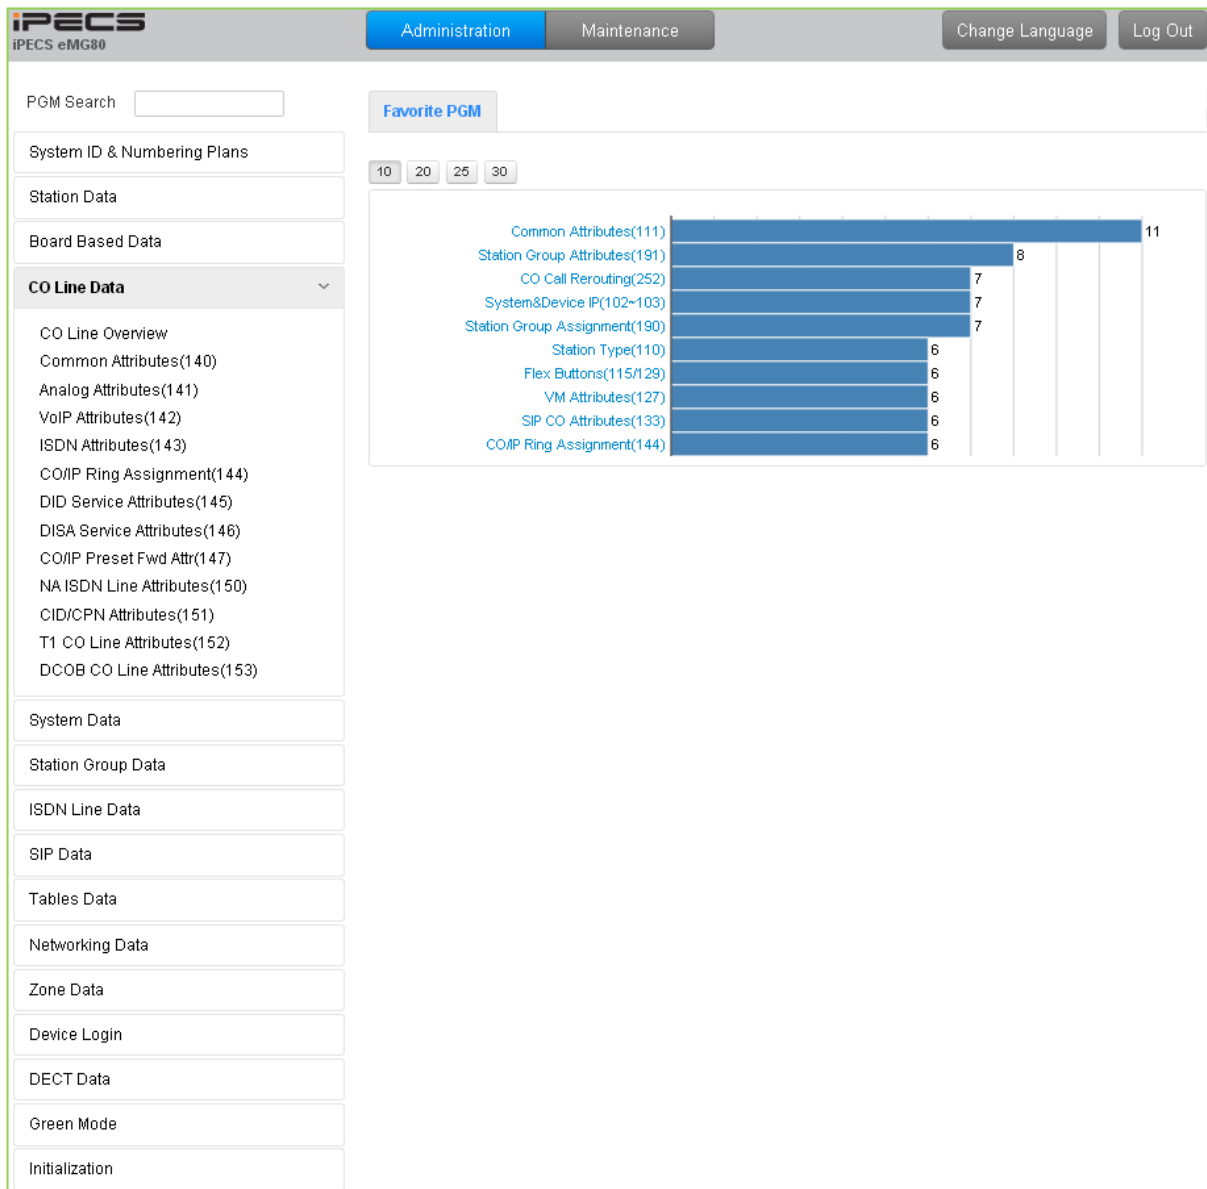 iPECS
iPECS eMG80
Administration
Maintenance
Change Language
Log Out
PGM Search
System ID & Numbering Plans
Station Data
Board Based Data
CO Line Data
CO Line Overview
Common Attributes(140)
Analog Attributes(141)
VoIP Attributes(142)
ISDN Attributes(143)
CO/IP Ring Assignment(144)
DID Service Attributes(145)
DISA Service Attributes(146)
CO/IP Preset Fwd Attr(147)
NA ISDN Line Attributes(150)
CID/CPN Attributes(151)
T1 CO Line Attributes(152)
DCOB CO Line Attributes(153)
System Data
Station Group Data
ISDN Line Data
SIP Data
Tables Data
Networking Data
Zone Data
Device Login
DECT Data
Green Mode
Initialization
Favorite PGM
10 20 25 30
Common Attributes(111) 11
Station Group Attributes(191) 8
CO Call Rerouting(252) 7
System&Device IP(102~103) 7
Station Group Assignment(190) 7
Station Type(110) 6
Flex Buttons(115/129) 6
VM Attributes(127) 6
SIP CO Attributes(133) 6
CO/IP Ring Assignment(144) 6